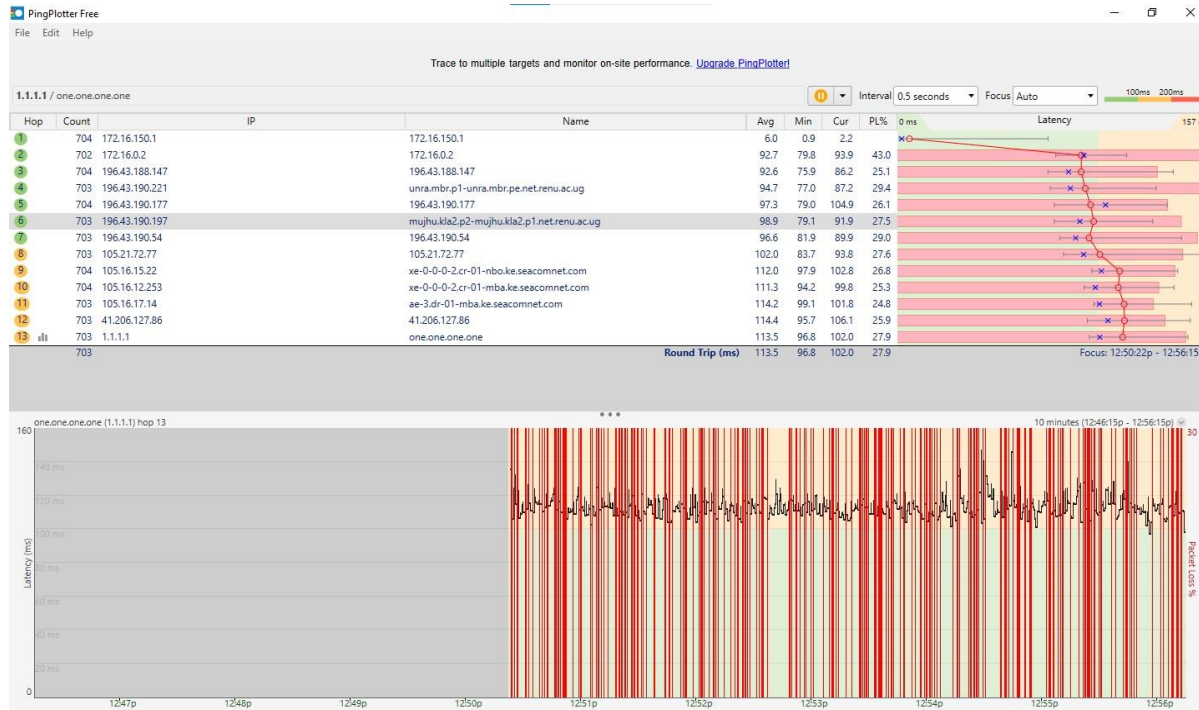 PingPlotter Free
File Edit Help
Trace to multiple targets and monitor on-site performance. Upgrade PingPlotter!
1.1.1.1 / one.one.one.one Interval 0.5 seconds Focus Auto 100ms 200ms
Hop Count IP Name Avg Min Cur PL% 0 ms Latency 157
1 704 172.16.150.1 172.16.150.1 6.0 0.9 2.2
2 702 172.16.0.2 172.16.0.2 92.7 79.8 93.9 43.0
3 704 196.43.188.147 196.43.188.147 92.6 75.9 86.2 25.1
4 703 196.43.190.221 unra.mbr.p1-unra.mbr.pe.net.renu.ac.ug 94.7 77.0 87.2 29.4
5 704 196.43.190.177 196.43.190.177 97.3 79.0 104.9 26.1
6 703 196.43.190.197 mujhu.kla2.p2-mujhu.kla2.p1.net.renu.ac.ug 98.9 79.1 91.9 27.5
7 703 196.43.190.54 196.43.190.54 96.6 81.9 89.9 29.0
8 703 105.21.72.77 105.21.72.77 102.0 83.7 93.8 27.6
9 704 105.16.15.22 xe-0-0-0-2.cr-01-nbo.ke.seacomnet.com 112.0 97.9 102.8 26.8
10 704 105.16.12.253 xe-0-0-0-2.cr-01-mba.ke.seacomnet.com 111.3 94.2 99.8 25.3
11 703 105.16.17.14 ae-3.dr-01-mba.ke.seacomnet.com 114.2 99.1 101.8 24.8
12 703 41.206.127.86 41.206.127.86 114.4 95.7 106.1 25.9
13 703 1.1.1.1 one.one.one.one 113.5 96.8 102.0 27.9
703 Round Trip (ms) 113.5 96.8 102.0 27.9 Focus: 12:50:22p - 12:56:15
one.one.one.one (1.1.1.1) hop 13 10 minutes (12:46:15p - 12:56:15p)
160 30
140 ms
120 ms
100 ms
80 ms
60 ms
40 ms
20 ms
0
Latency (ms)
Packet Loss %
12:47p 12:48p 12:49p 12:50p 12:51p 12:52p 12:53p 12:54p 12:55p 12:56p